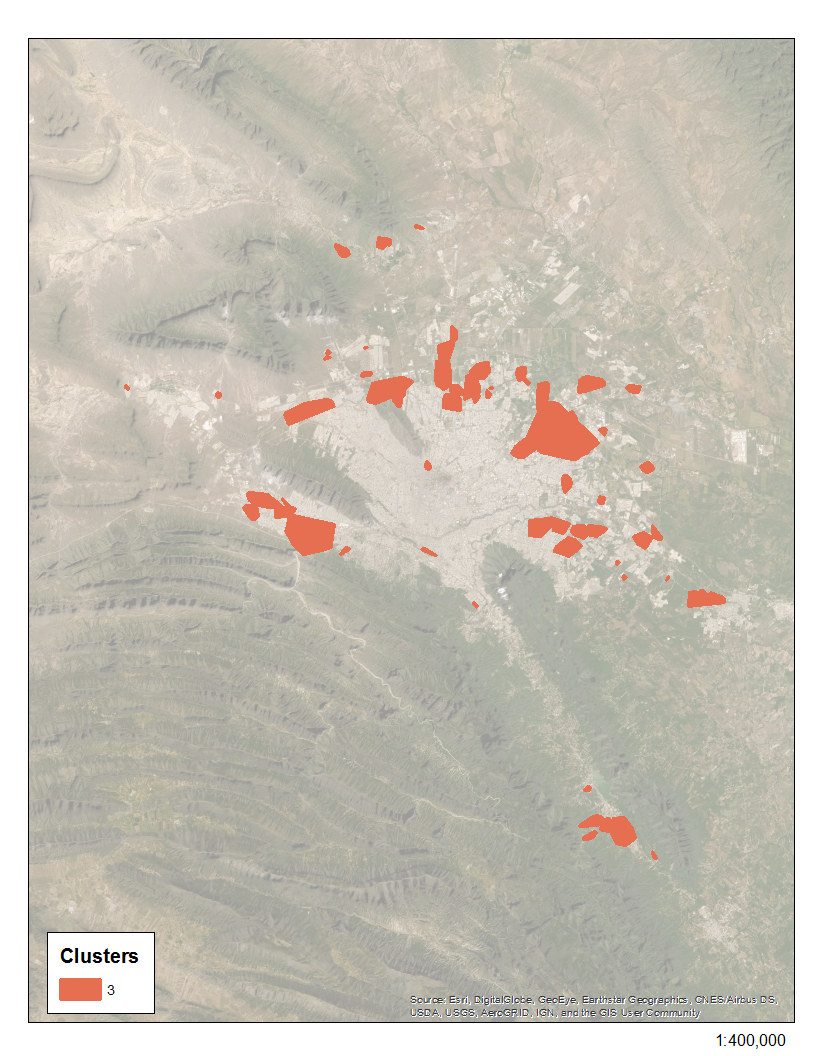 Clusters
3
Source: Esri, DigitalGlobe, GeoEye, Earthstar Geographics, CNES/Airbus DS,
USDA, USGS, AeroGRID, IGN, and the GIS User Community
1:400,000